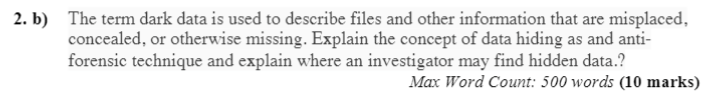 2. b) The term dark data is used to describe files and other information that are misplaced,
concealed, or otherwise missing. Explain the concept of data hiding as and anti-
forensic technique and explain where an investigator may find hidden data.?
Max Word Count: 500 words (10 marks)